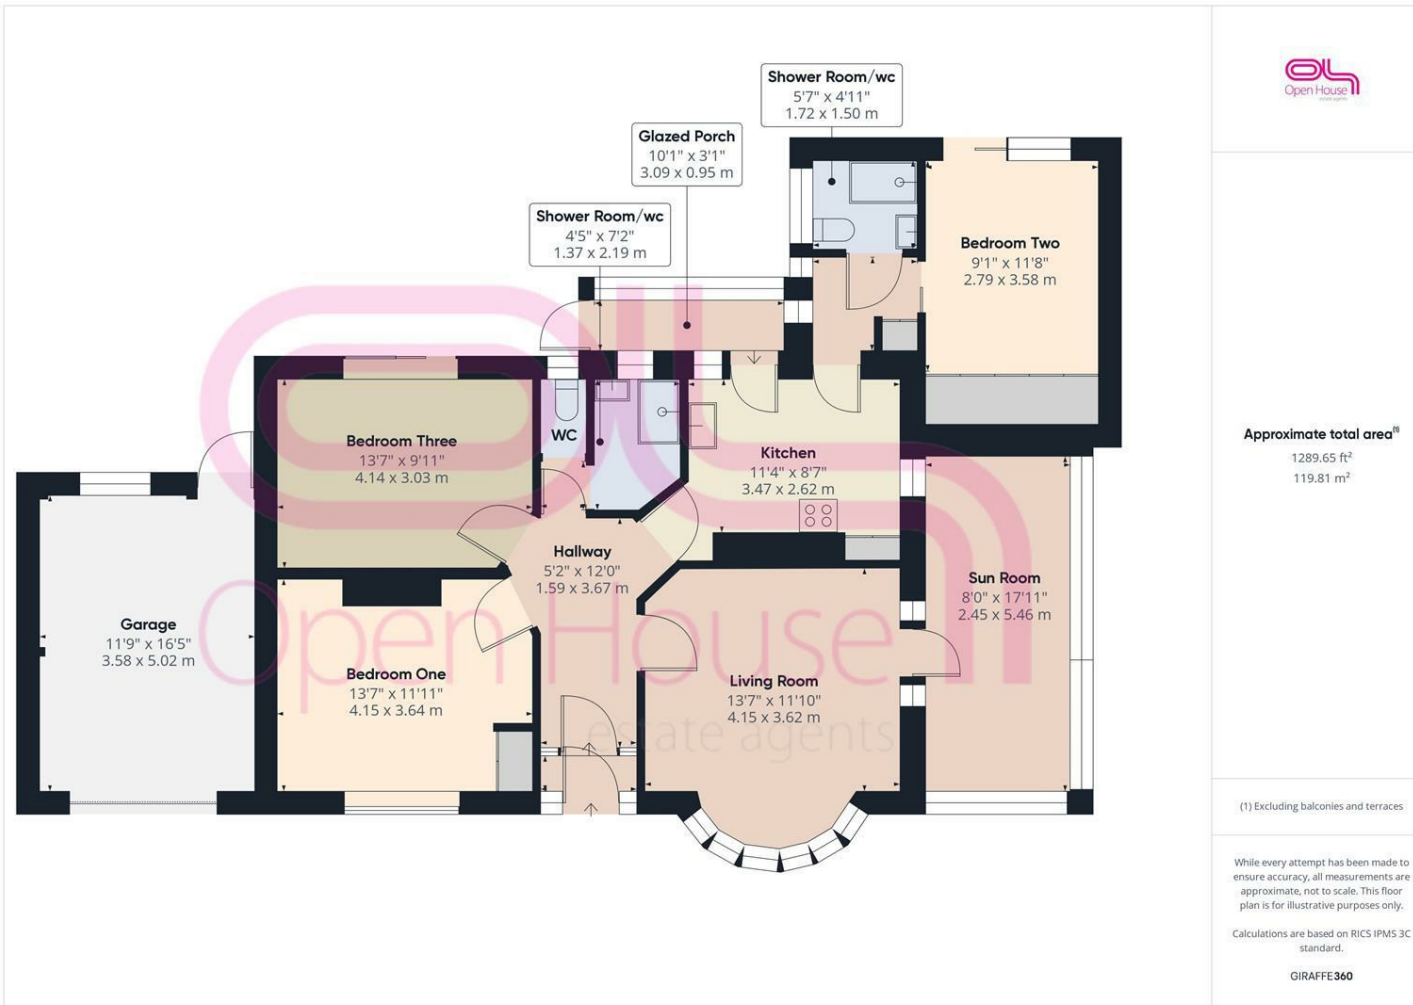 Shower Room/wc
5'7" x 4'11"
1.72 x 1.50 m
Glazed Porch
10'1" x 3'1"
3.09 x 0.95 m
Shower Room/wc
4'5" x 7'2"
1.37 x 2.19 m
Bedroom Two
9'1" x 11'8"
2.79 x 3.58 m
Bedroom Three
13'7" x 9'11"
4.14 x 3.03 m
WC
Kitchen
11'4" x 8'7"
3.47 x 2.62 m
Hallway
5'2" x 12'0"
1.59 x 3.67 m
Sun Room
8'0" x 17'11"
2.45 x 5.46 m
Garage
11'9" x 16'5"
3.58 x 5.02 m
Bedroom One
13'7" x 11'11"
4.15 x 3.64 m
Living Room
13'7" x 11'10"
4.15 x 3.62 m
Open House
estate agents
Open House
estate agents
Approximate total area(1)
1289.65 ft²
119.81 m²
(1) Excluding balconies and terraces
While every attempt has been made to
ensure accuracy, all measurements are
approximate, not to scale. This floor
plan is for illustrative purposes only.
Calculations are based on RICS IPMS 3C
standard.
GIRAFFE360